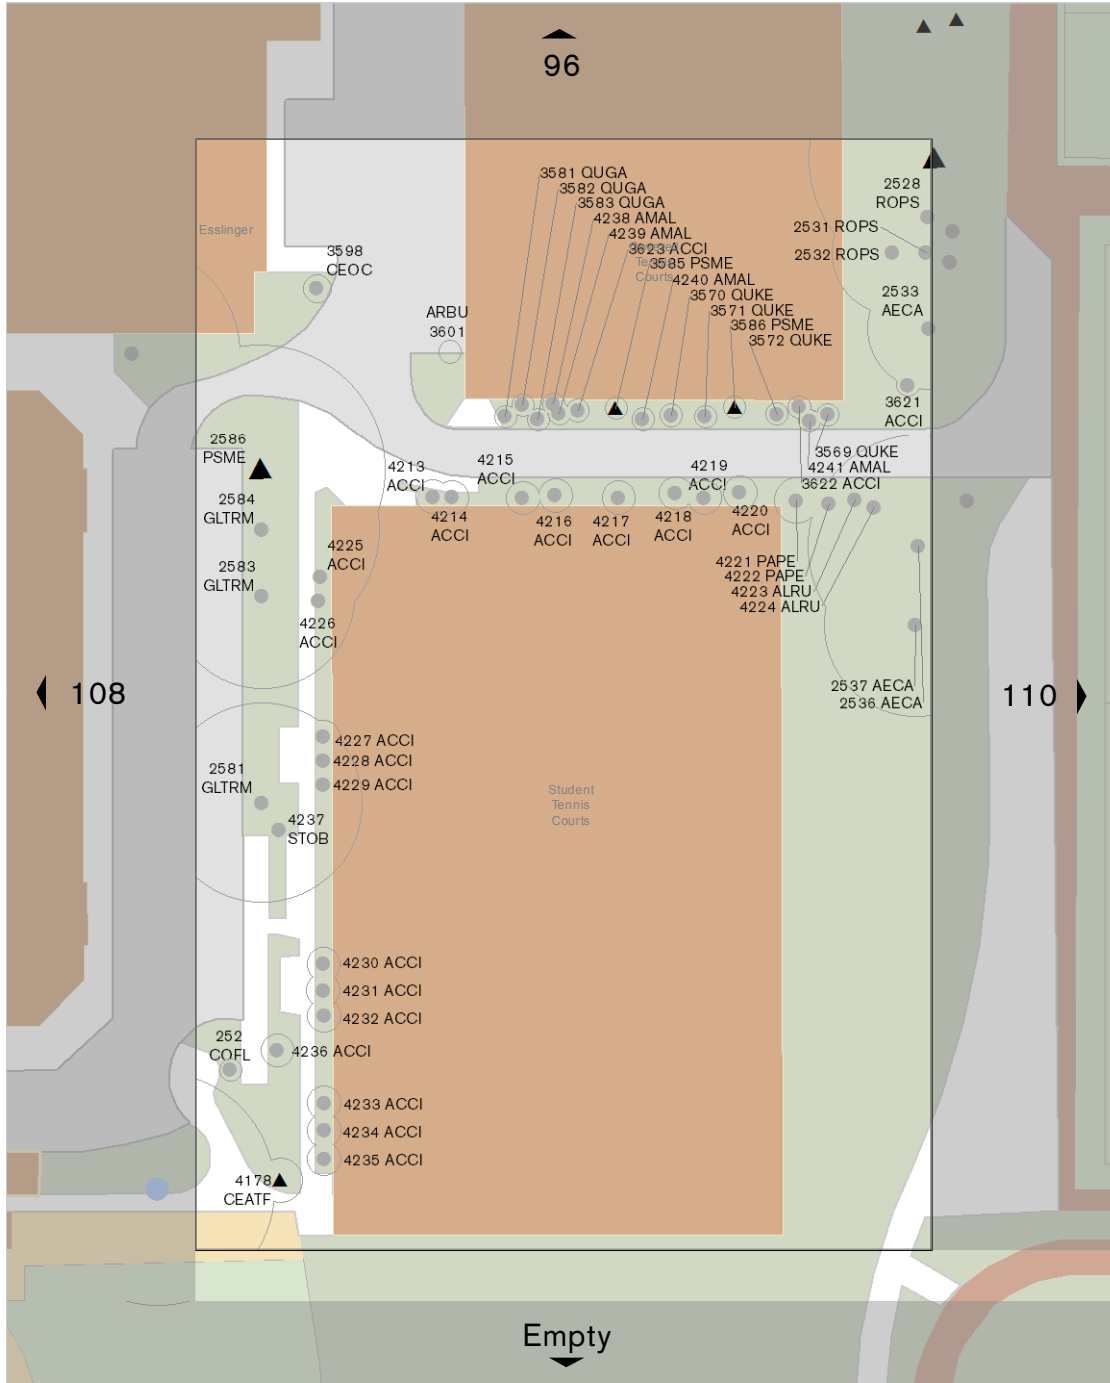 96
3581 QUGA
3582 QUGA
3583 QUGA
4238 AMAL
4239 AMAL
3623 ACCI
3585 PSME
4240 AMAL
3570 QUKE
3571 QUKE
3586 PSME
3572 QUKE
Tennis
Courts
Esslinger
3598
CEOC
ARBU
3601
2528
ROPS
2531 ROPS
2532 ROPS
2533
AECA
3621
ACCI
3569 QUKE
4241 AMAL
3622 ACCI
2586
PSME
2584
GLTRM
2583
GLTRM
4213
ACCI
4214
ACCI
4215
ACCI
4216
ACCI
4217
ACCI
4218
ACCI
4219
ACCI
4220
ACCI
4221 PAPE
4222 PAPE
4223 ALRU
4224 ALRU
4225
ACCI
4226
ACCI
2537 AECA
2536 AECA
108
110
4227 ACCI
4228 ACCI
4229 ACCI
2581
GLTRM
4237
STOB
Student
Tennis
Courts
4230 ACCI
4231 ACCI
4232 ACCI
252
COFL
4236 ACCI
4233 ACCI
4234 ACCI
4235 ACCI
4178
CEATF
Empty